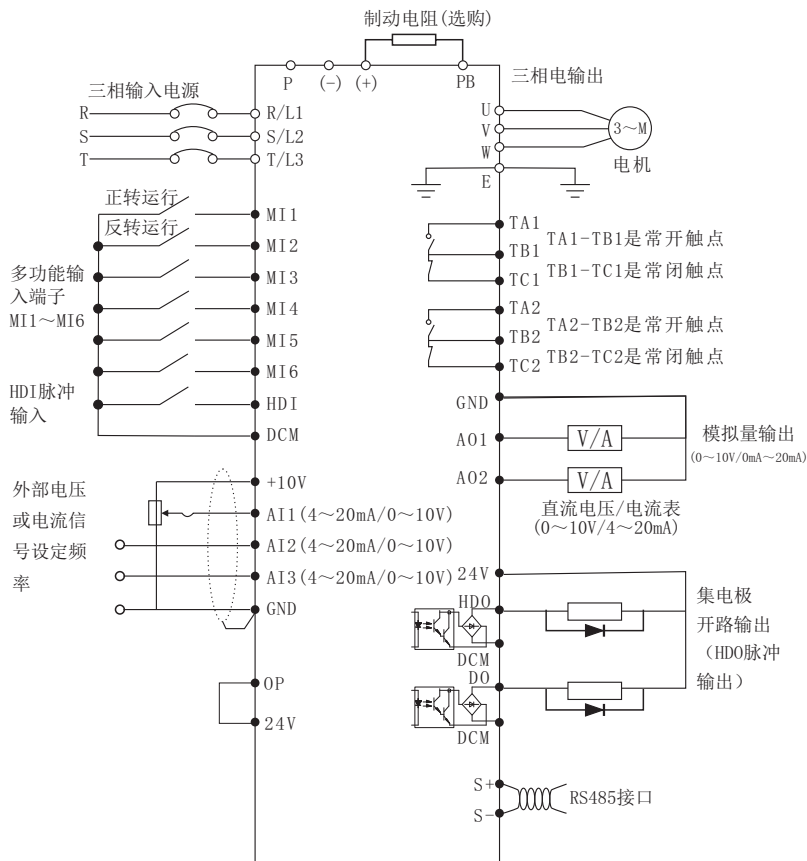 制动电阻(选购)
P (-) (+) PB
三相输入电源
三相电输出
R R/L1
S S/L2
T T/L3
U
V
W
3～M
电机
E
正转运行
MI1
反转运行
MI2
MI3
MI4
MI5
MI6
多功能输
入端子
MI1～MI6
HDI脉冲
输入
HDI
DCM
TA1
TB1
TC1
TA1-TB1是常开触点
TB1-TC1是常闭触点
TA2
TB2
TC2
TA2-TB2是常开触点
TB2-TC2是常闭触点
GND
AO1
V/A
AO2
V/A
模拟量输出
(0～10V/0mA～20mA)
直流电压/电流表
(0～10V/4～20mA)
外部电压
或电流信
号设定频
率
+10V
AI1(4～20mA/0～10V)
AI2(4～20mA/0～10V)
AI3(4～20mA/0～10V)
GND
24V
HDO
DCM
DO
DCM
集电极
开路输出
（HDO脉冲
输出）
OP
24V
S+
S-
RS485接口